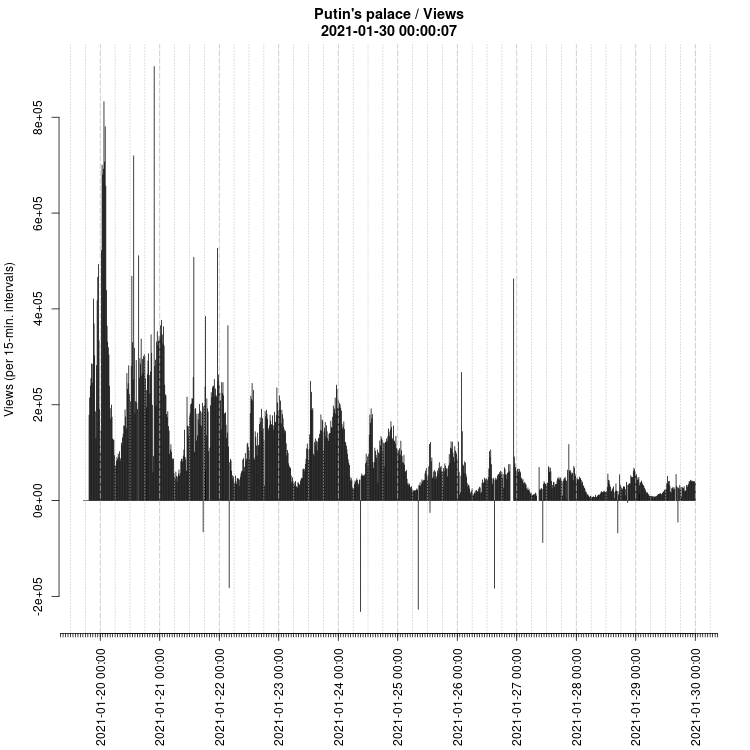 Putin's palace / Views
2021-01-30 00:00:07
Views (per 15-min. intervals)
8e+05
6e+05
4e+05
2e+05
0e+00
-2e+05
2021-01-20 00:00
2021-01-21 00:00
2021-01-22 00:00
2021-01-23 00:00
2021-01-24 00:00
2021-01-25 00:00
2021-01-26 00:00
2021-01-27 00:00
2021-01-28 00:00
2021-01-29 00:00
2021-01-30 00:00